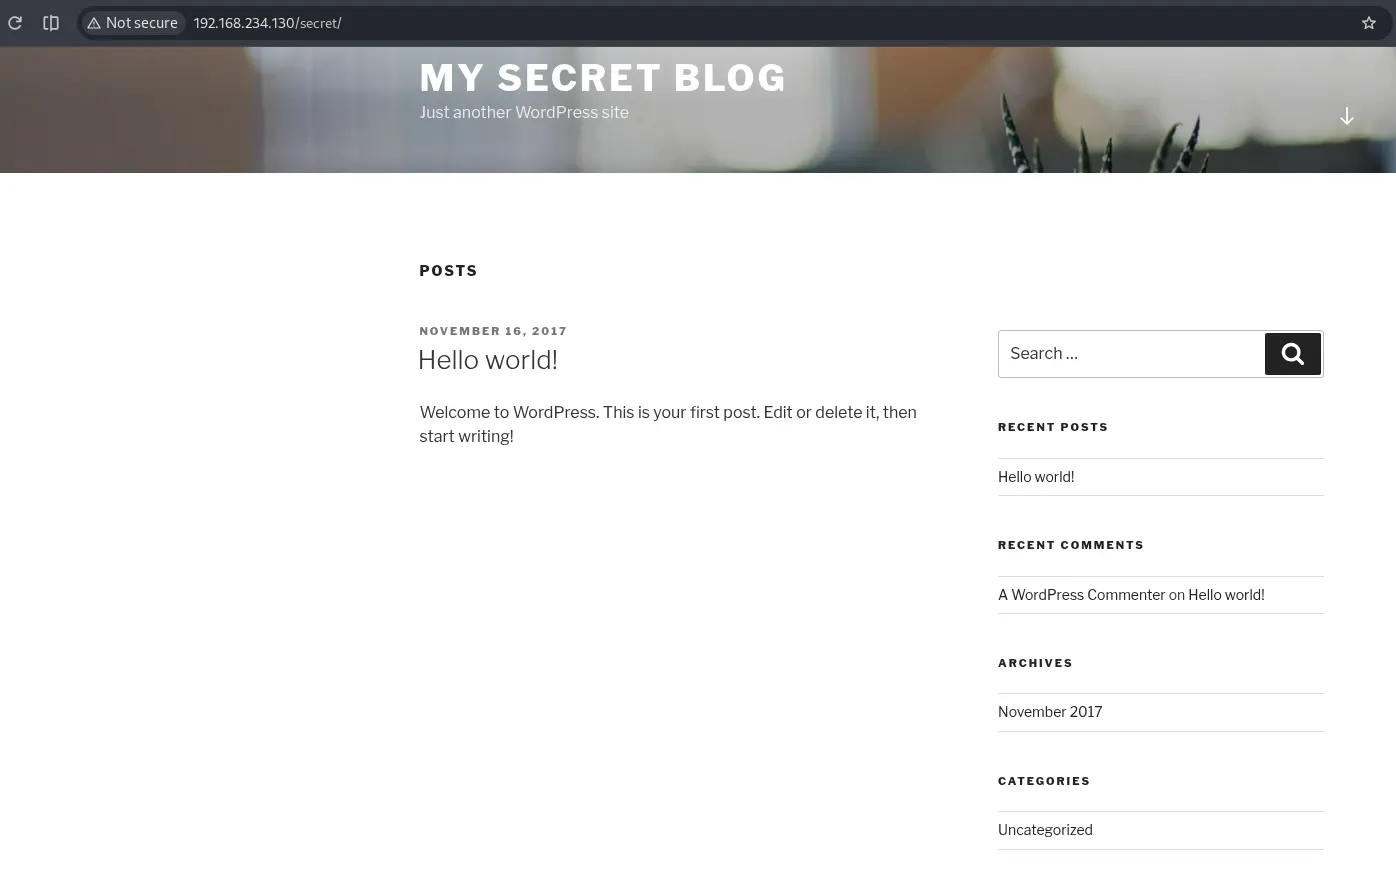 Not secure 192.168.234.130/secret/
MY SECRET BLOG
Just another WordPress site
POSTS
NOVEMBER 16, 2017
Hello world!
Welcome to WordPress. This is your first post. Edit or delete it, then
start writing!
Search …
RECENT POSTS
Hello world!
RECENT COMMENTS
A WordPress Commenter on Hello world!
ARCHIVES
November 2017
CATEGORIES
Uncategorized